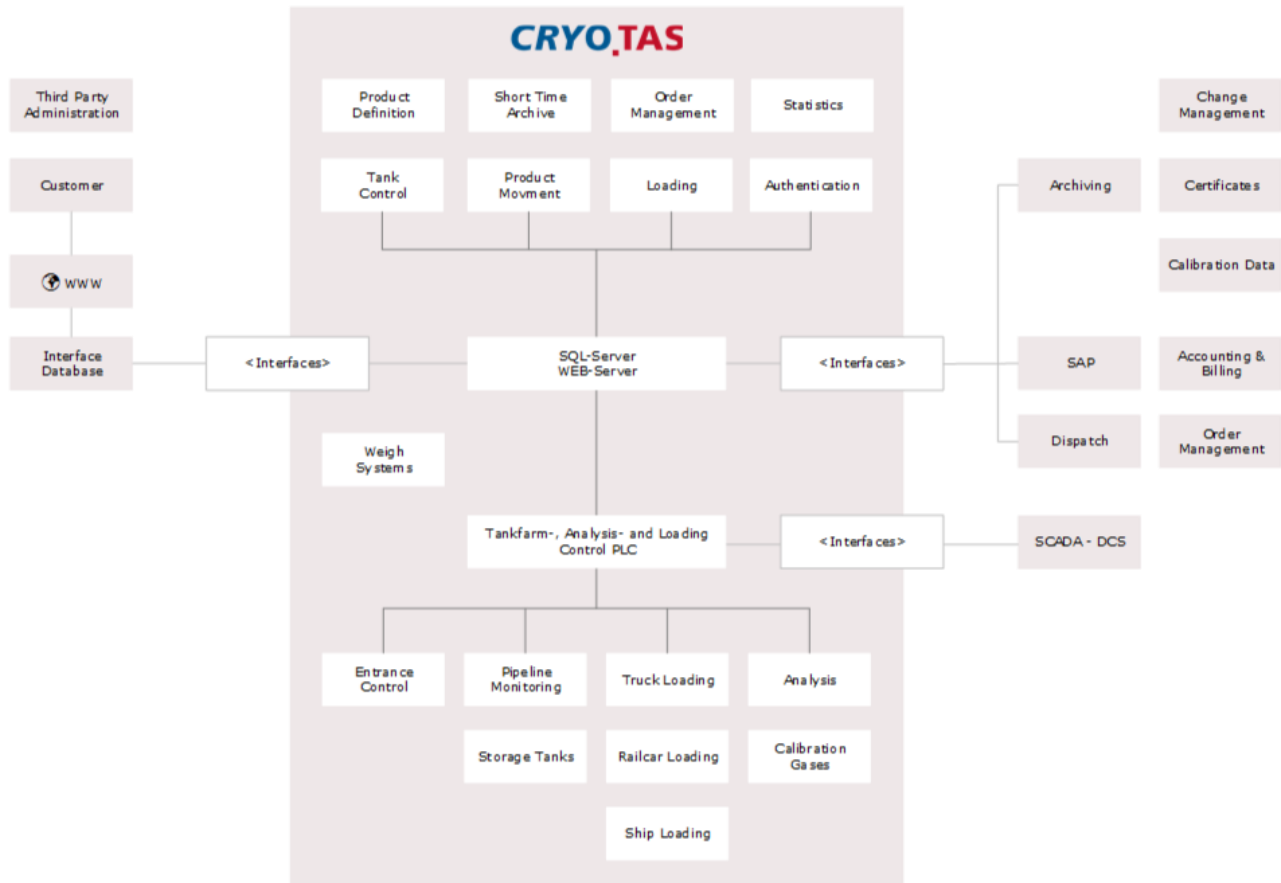 CRYO.TAS
Third Party
Administration
Product
Definition
Short Time
Archive
Order
Management
Statistics
Change
Management
Customer
Tank
Control
Product
Movment
Loading
Authentication
Archiving
Certificates
WWW
Calibration Data
Interface
Database
<Interfaces>
SQL-Server
WEB-Server
<Interfaces>
SAP
Accounting &
Billing
Weigh
Systems
Dispatch
Order
Management
Tankfarm-, Analysis- and Loading
Control PLC
<Interfaces>
SCADA - DCS
Entrance
Control
Pipeline
Monitoring
Truck Loading
Analysis
Storage Tanks
Railcar Loading
Calibration
Gases
Ship Loading